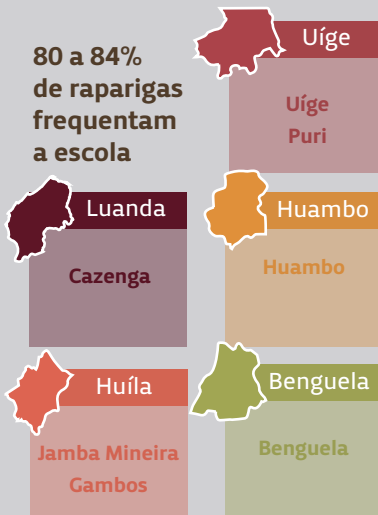 80 a 84%
de raparigas
frequentam
a escola
Uíge
Uíge
Puri
Luanda
Cazenga
Huambo
Huambo
Huíla
Jamba Mineira
Gambos
Benguela
Benguela